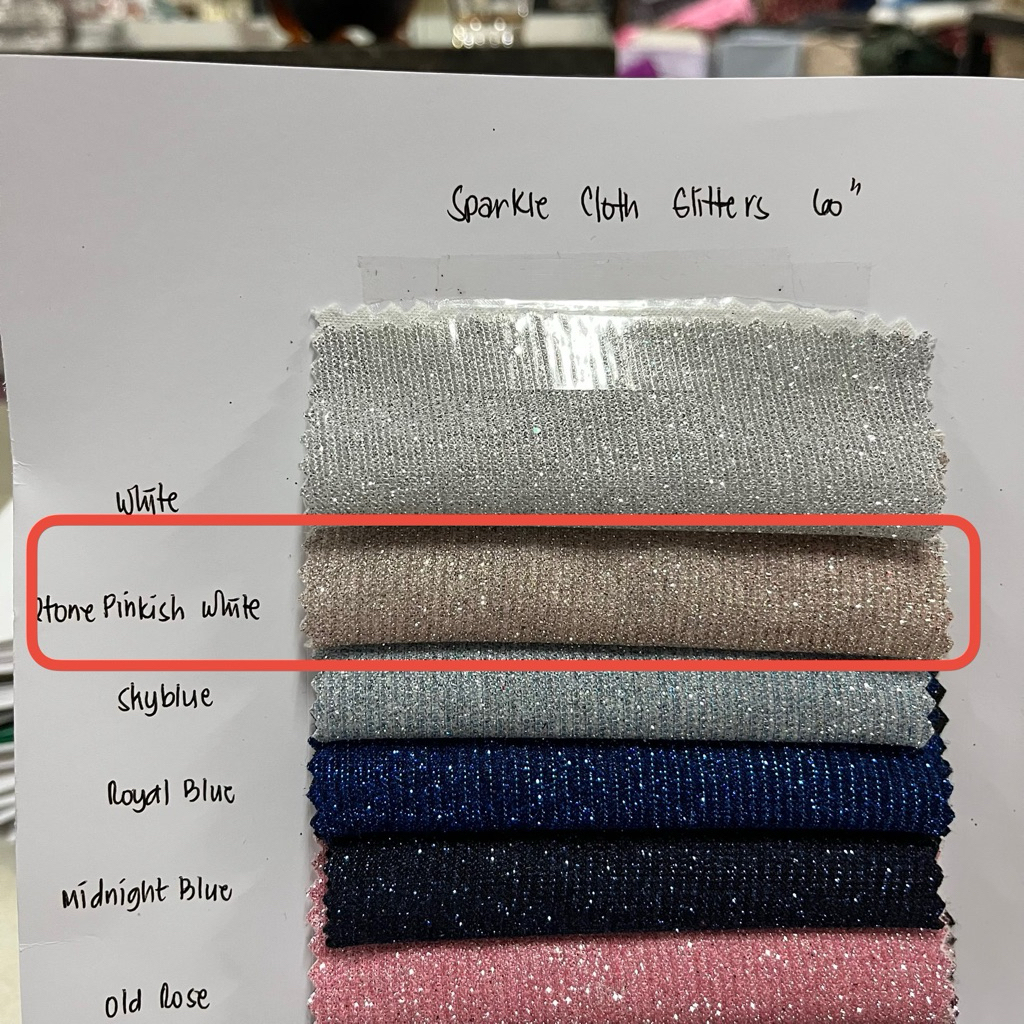 Sparkle Cloth Glitters 60"
White
2tone Pinkish White
Skyblue
Royal Blue
Midnight Blue
Old Rose